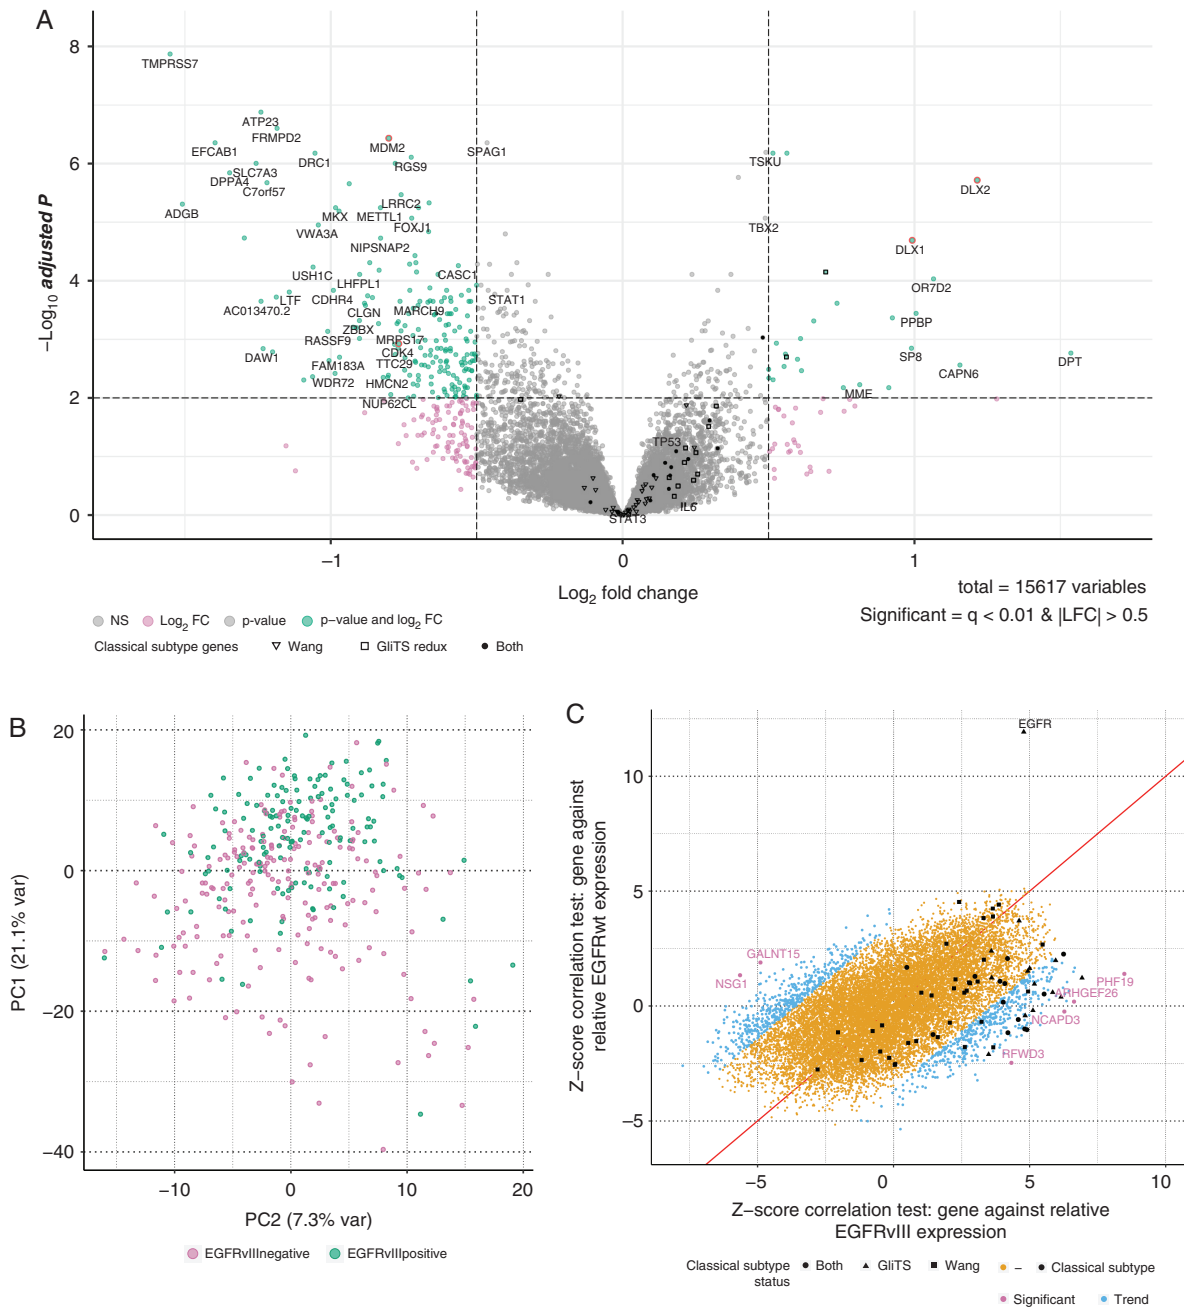 A
−Log10 adjusted P
8
6
4
2
0
TMPRSS7
ATP23
FRMPD2
EFCAB1
DRC1
MDM2
RGS9
SPAG1
SLC7A3
DPPA4
C7orf57
ADGB
MKX
LRRC2
METTL1
FOXJ1
VWA3A
NIPSNAP2
USH1C
CASC1
LHFPL1
LTF
CDHR4
AC013470.2
CLGN
MARCH9
STAT1
ZBBX
RASSF9
MRPS17
CDK4
DAW1
FAM183A
TTC29
WDR72
HMCN2
NUP62CL
TSKU
TBX2
DLX2
DLX1
OR7D2
PPBP
SP8
DPT
CAPN6
MME
TP53
IL6
STAT3
−1
0
1
Log2 fold change
total = 15617 variables
Significant = q < 0.01 & |LFC| > 0.5
NS Log2 FC p-value p−value and log2 FC
Classical subtype genes Wang GliTS redux Both
B
PC1 (21.1% var)
20
0
−20
−40
−10
0
10
20
PC2 (7.3% var)
EGFRvIIInegative EGFRvIIIpositive
C
Z−score correlation test: gene against
relative EGFRwt expression
10
5
0
−5
EGFR
GALNT15
NSG1
PHF19
ARHGEF26
NCAPD3
RFWD3
−5
0
5
10
Z−score correlation test: gene against relative
EGFRvIII expression
Classical subtype
status
Both GliTS Wang
− Classical subtype
Significant Trend